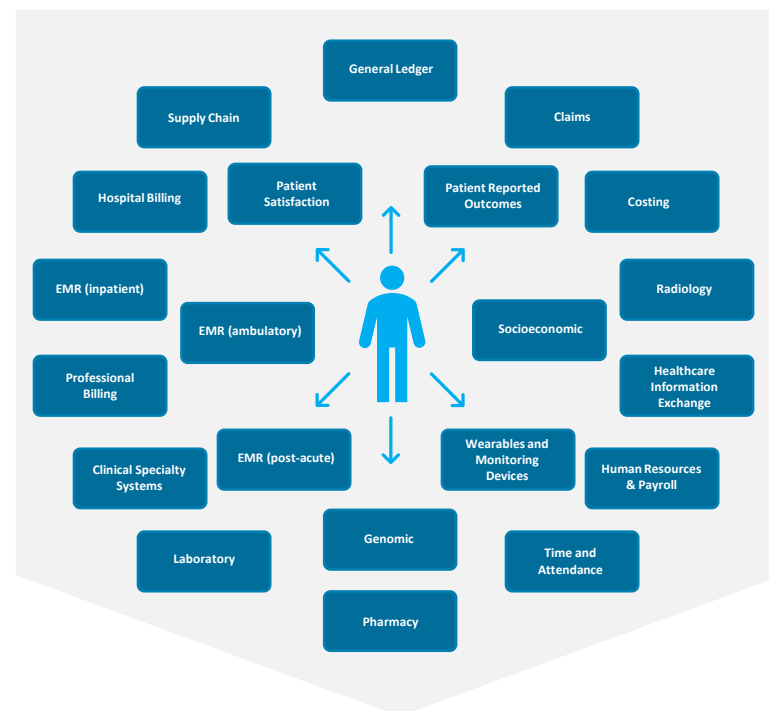 General Ledger
Supply Chain
Claims
Hospital Billing
Patient
Satisfaction
Patient Reported
Outcomes
Costing
EMR (inpatient)
Radiology
EMR (ambulatory)
Socioeconomic
Professional
Billing
Healthcare
Information
Exchange
Clinical Specialty
Systems
EMR (post-acute)
Wearables and
Monitoring
Devices
Human Resources
& Payroll
Laboratory
Genomic
Time and
Attendance
Pharmacy